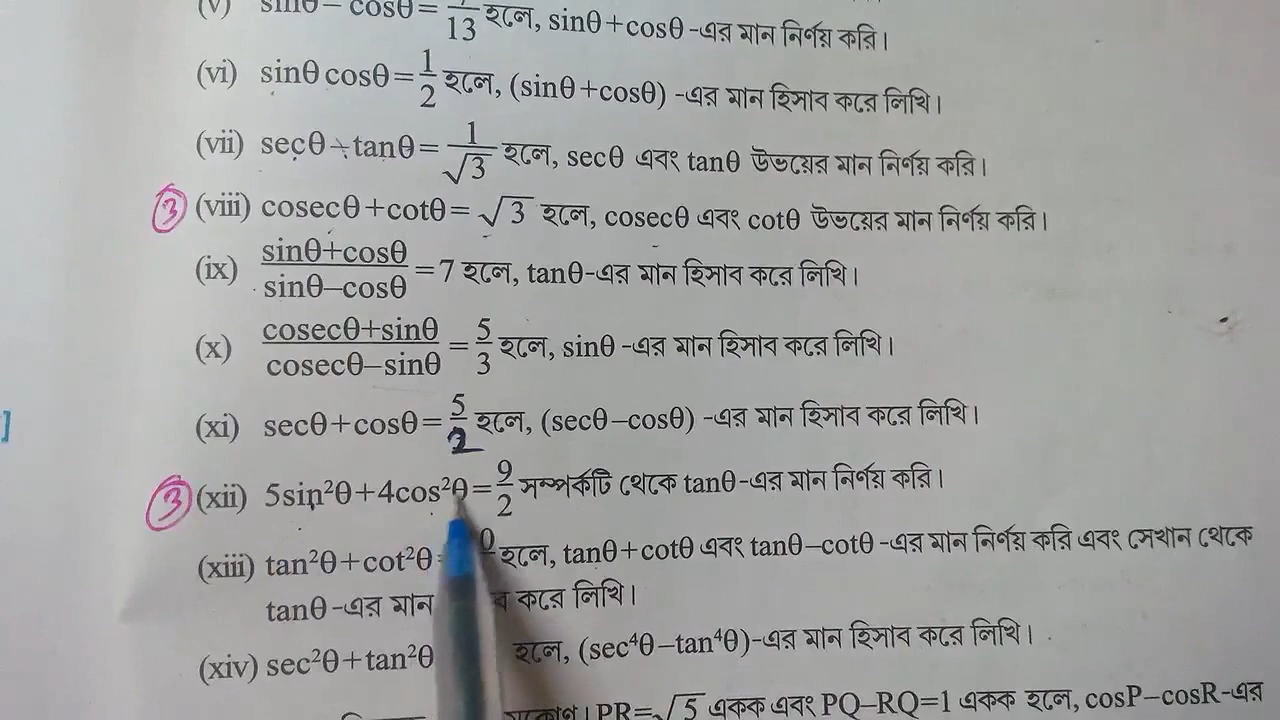 (v) sinθ – cosθ = 7/13 হলে, sinθ+cosθ -এর মান নির্ণয় করি।
(vi) sinθ cosθ = 1/2 হলে, (sinθ+cosθ) -এর মান হিসাব করে লিখি।
(vii) secθ – tanθ = 1/√3 হলে, secθ এবং tanθ উভয়ের মান নির্ণয় করি।
③ (viii) cosecθ+cotθ = √3 হলে, cosecθ এবং cotθ উভয়ের মান নির্ণয় করি।
(ix) sinθ+cosθ/sinθ–cosθ = 7 হলে, tanθ-এর মান হিসাব করে লিখি।
(x) cosecθ+sinθ/cosecθ–sinθ = 5/3 হলে, sinθ -এর মান হিসাব করে লিখি।
(xi) secθ+cosθ = 5/2 হলে, (secθ–cosθ) -এর মান হিসাব করে লিখি।
③ (xii) 5sin²θ+4cos²θ = 9/2 সম্পর্কটি থেকে tanθ-এর মান নির্ণয় করি।
(xiii) tan²θ+cot²θ হলে, tanθ+cotθ এবং tanθ–cotθ -এর মান নির্ণয় করি এবং সেখান থেকে
tanθ -এর মান করে লিখি।
(xiv) sec²θ+tan²θ হলে, (sec⁴θ–tan⁴θ)-এর মান হিসাব করে লিখি।
PR=√5 একক এবং PQ–RQ=1 একক হলে, cosP–cosR-এর
]